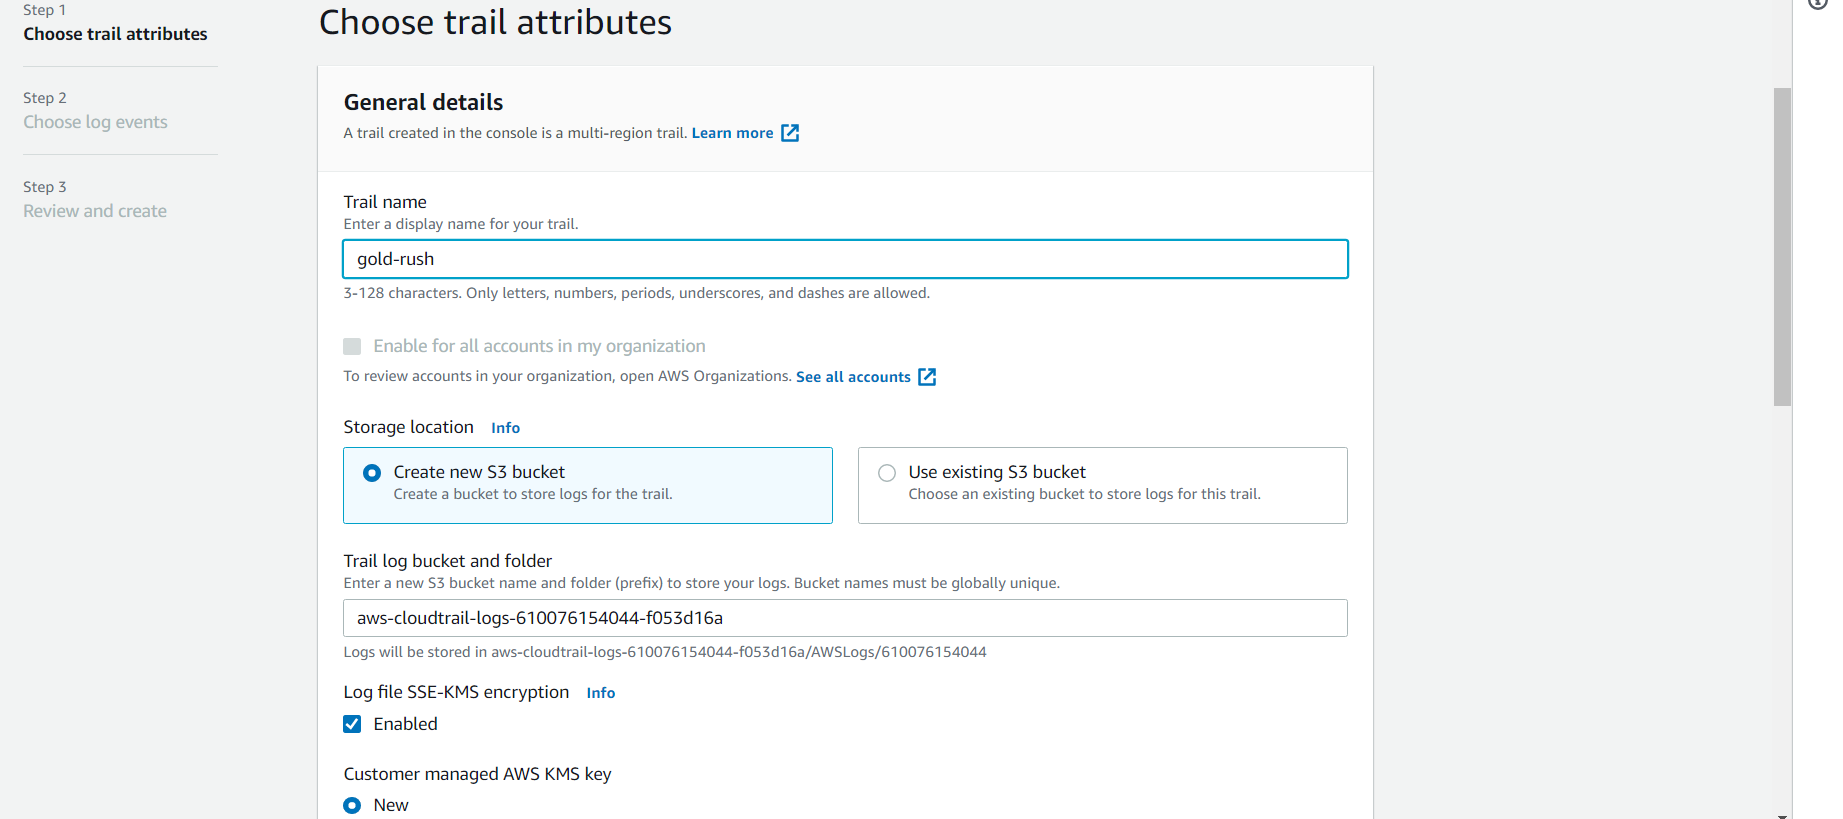 Step 1
Choose trail attributes
Step 2
Choose log events
Step 3
Review and create
Choose trail attributes
General details
A trail created in the console is a multi-region trail. Learn more
Trail name
Enter a display name for your trail.
gold-rush
3-128 characters. Only letters, numbers, periods, underscores, and dashes are allowed.
Enable for all accounts in my organization
To review accounts in your organization, open AWS Organizations. See all accounts
Storage location Info
Create new S3 bucket
Create a bucket to store logs for the trail.
Use existing S3 bucket
Choose an existing bucket to store logs for this trail.
Trail log bucket and folder
Enter a new S3 bucket name and folder (prefix) to store your logs. Bucket names must be globally unique.
aws-cloudtrail-logs-610076154044-f053d16a
Logs will be stored in aws-cloudtrail-logs-610076154044-f053d16a/AWSLogs/610076154044
Log file SSE-KMS encryption Info
Enabled
Customer managed AWS KMS key
New